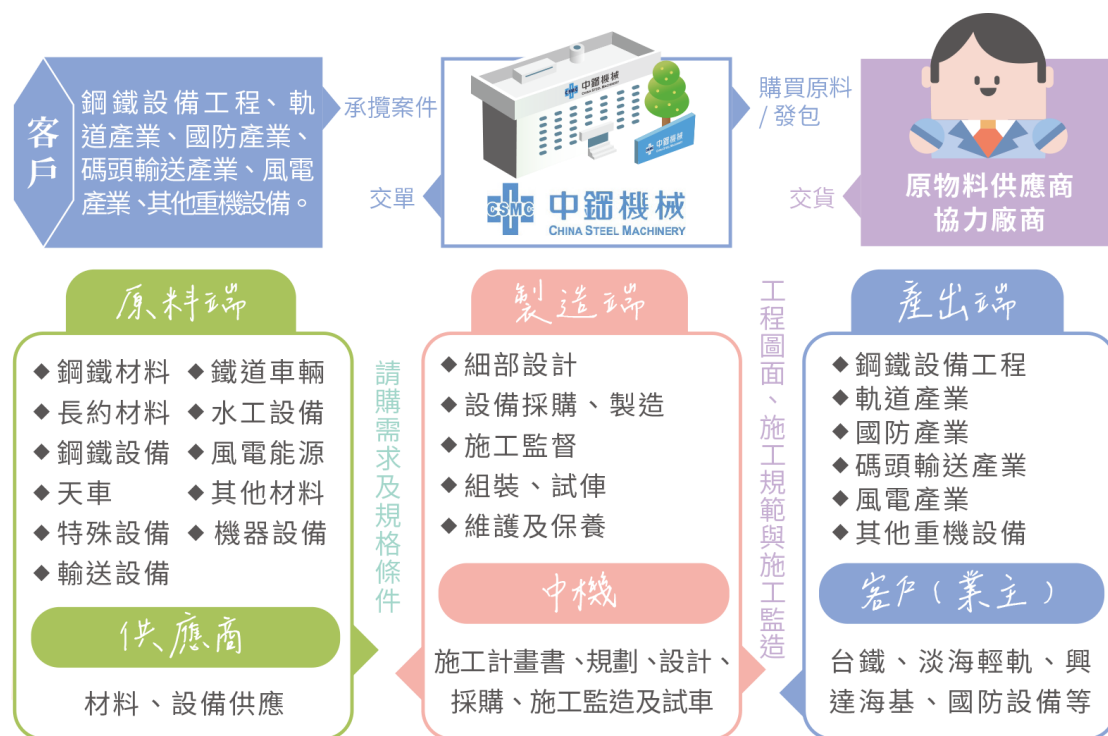 客戶
鋼鐵設備工程、軌
道產業、國防產業、
碼頭輸送產業、風電
產業、其他重機設備。
承攬案件
交單
中鋼機械
CHINA STEEL MACHINERY
中鋼機械
CSMC
中鋼機械
CHINA STEEL MACHINERY
購買原料
/ 發包
交貨
原物料供應商
協力廠商
原料端
◆鋼鐵材料 ◆鐵道車輛
◆長約材料 ◆水工設備
◆鋼鐵設備 ◆風電能源
◆天車 ◆其他材料
◆特殊設備 ◆機器設備
◆輸送設備
供應商
材料、設備供應
請購需求及規格條件
製造端
◆細部設計
◆設備採購、製造
◆施工監督
◆組裝、試俥
◆維護及保養
中機
施工計畫書、規劃、設計、
採購、施工監造及試車
工程圖面、施工規範與施工監造
產出端
◆鋼鐵設備工程
◆軌道產業
◆國防產業
◆碼頭輸送產業
◆風電產業
◆其他重機設備
客戶(業主)
台鐵、淡海輕軌、興
達海基、國防設備等